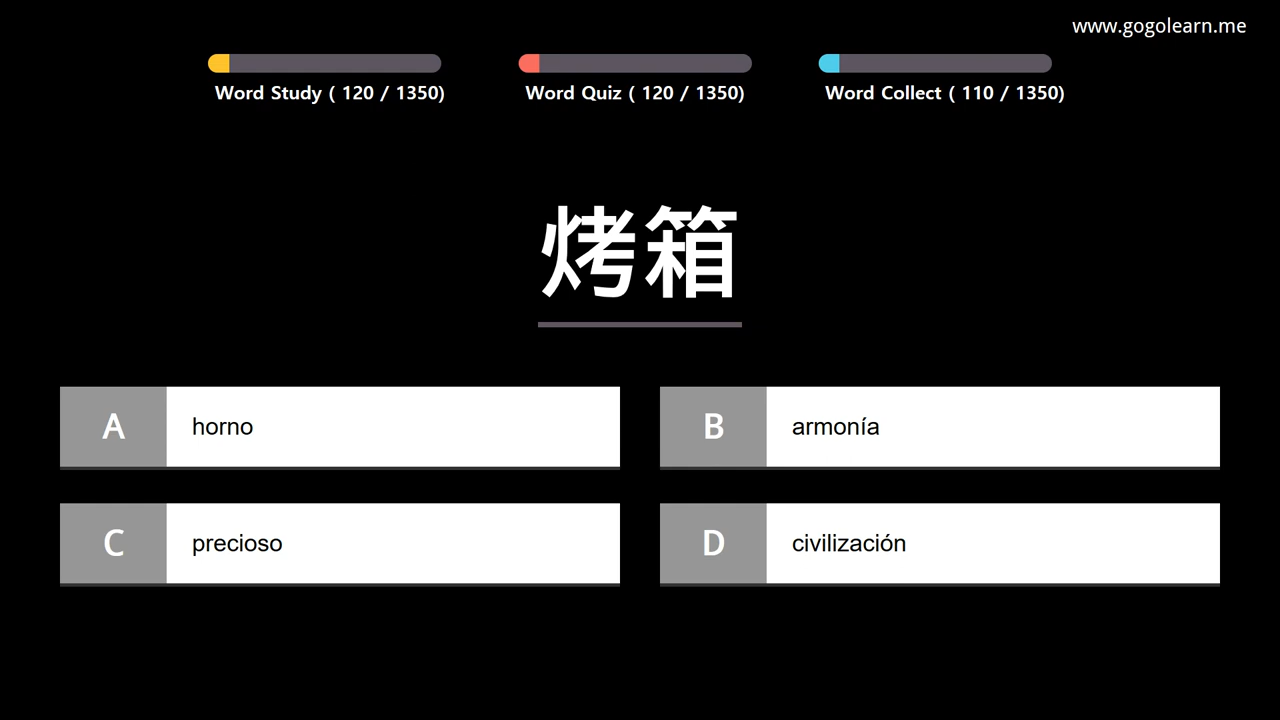 www.gogolearn.me
Word Study ( 120 / 1350)
Word Quiz ( 120 / 1350)
Word Collect ( 110 / 1350)
烤箱
A horno
B armonía
C precioso
D civilización